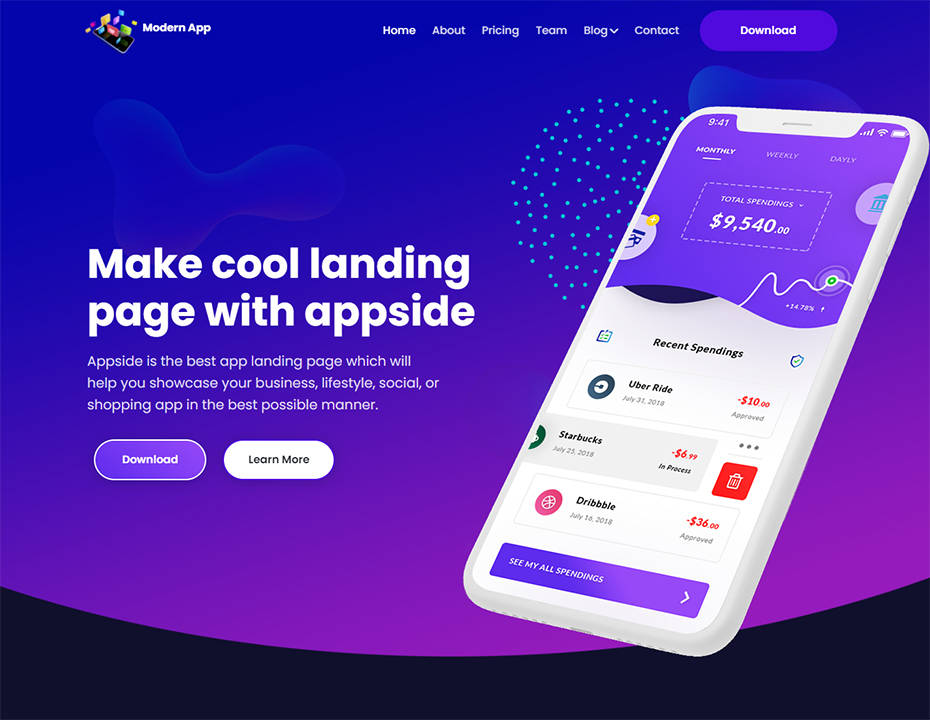 Modern App
Home About Pricing Team Blog Contact Download
Make cool landing
page with appside
Appside is the best app landing page which will
help you showcase your business, lifestyle, social, or
shopping app in the best possible manner.
Download Learn More
9:41
MONTHLY WEEKLY DAYLY
TOTAL SPENDINGS
$9,540.00
+14.78%
Recent Spendings
Uber Ride
July 31, 2018
-$10.00
Approved
Starbucks
July 25, 2018
-$6.99
In Process
Dribbble
July 16, 2018
-$36.00
Approved
SEE MY ALL SPENDINGS